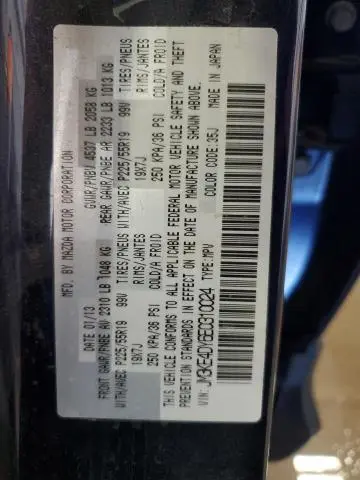 MFD. BY MAZDA MOTOR CORPORATION
DATE 01/13 GVWR/PNBV 4537 LB 2058 KG
FRONT GAWR/PNBE AV 2310 LB 1048 KG REAR GAWR/PNBE AR 2233 LB 1013 KG
WITH/AVEC P225/55R19 99V TIRES/PNEUS WITH/AVEC P225/55R19 99V TIRES/PNEUS
19X7J RIMS/JANTES 19X7J RIMS/JANTES
250 KPA/36 PSI COLD/A FROID 250 KPA/36 PSI COLD/A FROID
THIS VEHICLE CONFORMS TO ALL APPLICABLE FEDERAL MOTOR VEHICLE SAFETY AND THEFT
PREVENTION STANDARDS IN EFFECT ON THE DATE OF MANUFACTURE SHOWN ABOVE.
VIN: JM3KE4DY6E0310024 TYPE: MPV COLOR CODE: 35J MADE IN JAPAN